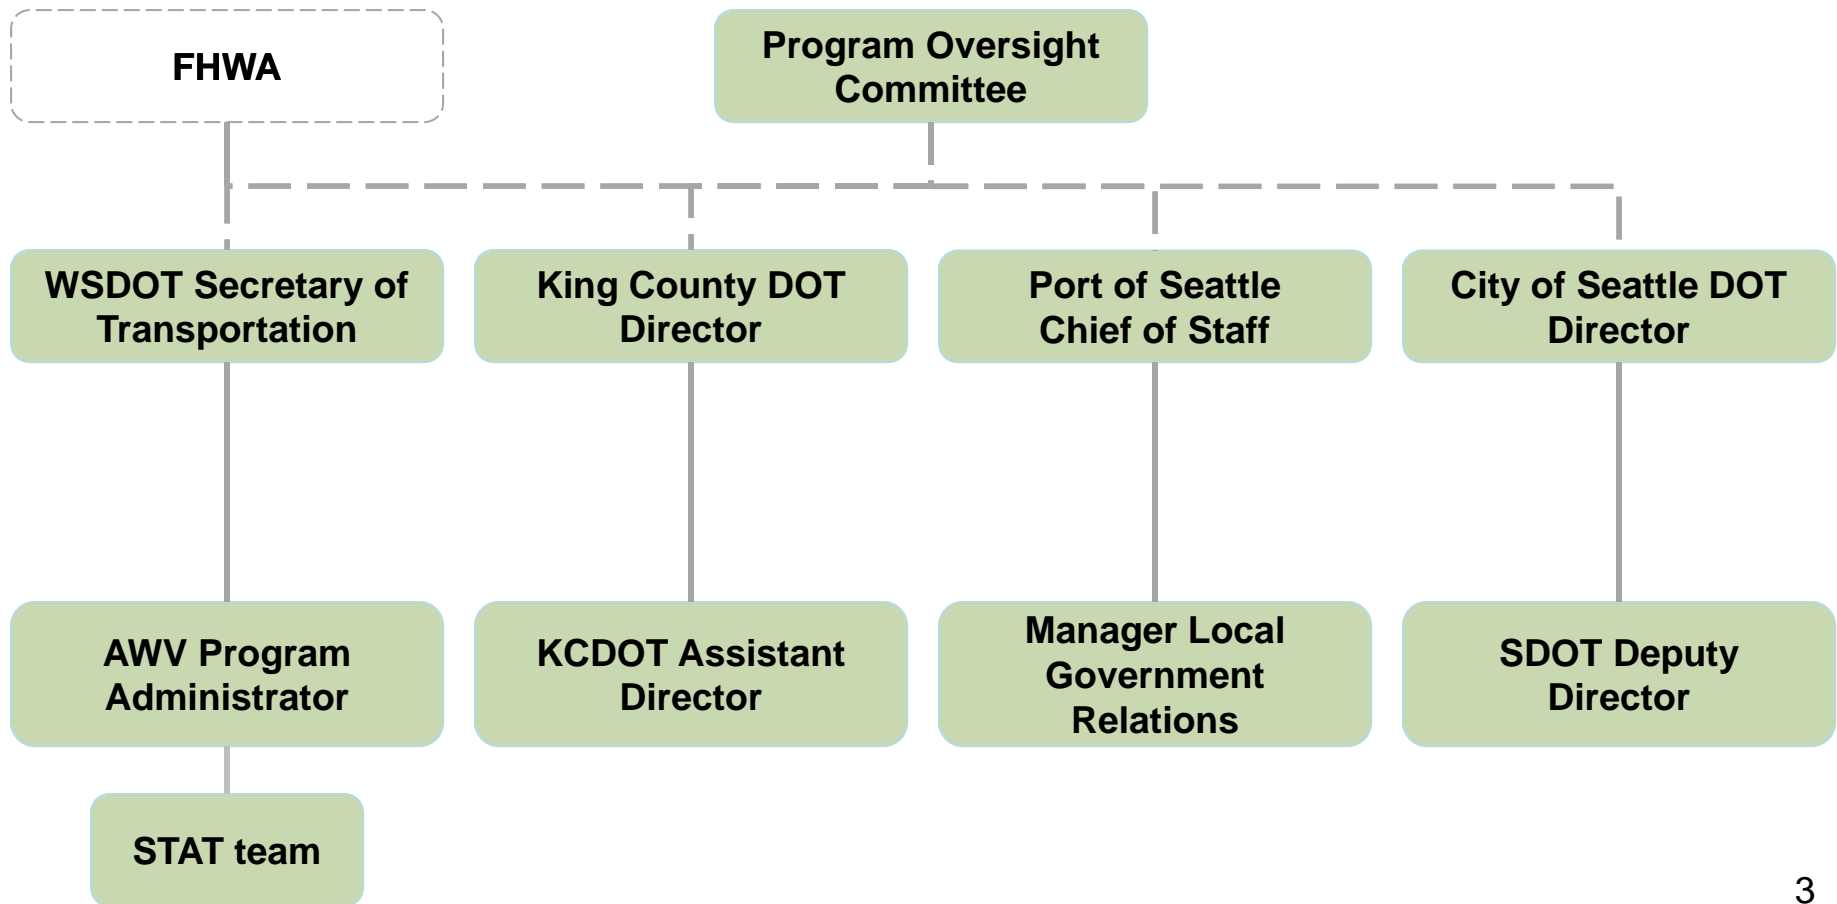 FHWA
Program Oversight
Committee
WSDOT Secretary of
Transportation
King County DOT
Director
Port of Seattle
Chief of Staff
City of Seattle DOT
Director
AWV Program
Administrator
KCDOT Assistant
Director
Manager Local
Government
Relations
SDOT Deputy
Director
STAT team
3